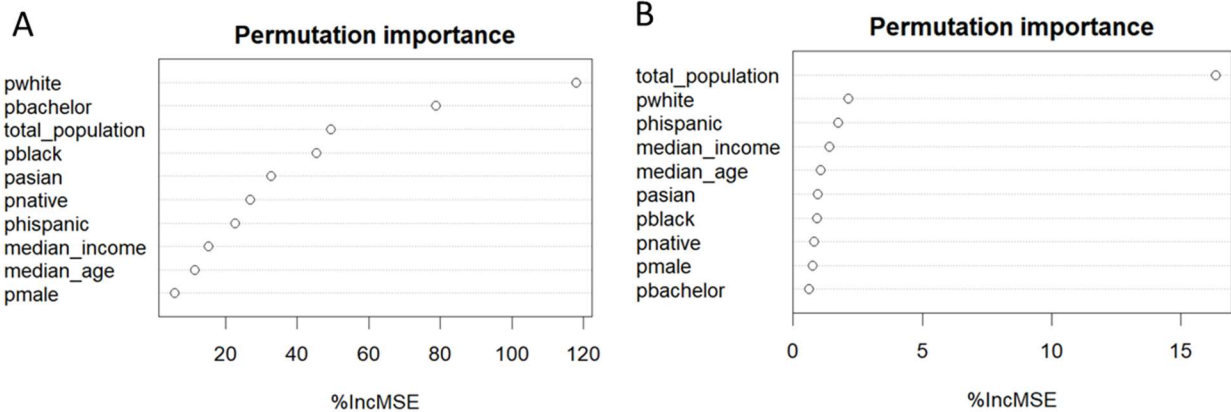 A
Permutation importance
pwhite
pbachelor
total_population
pblack
pasian
pnative
phispanic
median_income
median_age
pmale
20 40 60 80 100 120
%IncMSE
B
Permutation importance
total_population
pwhite
phispanic
median_income
median_age
pasian
pblack
pnative
pmale
pbachelor
0 5 10 15
%IncMSE